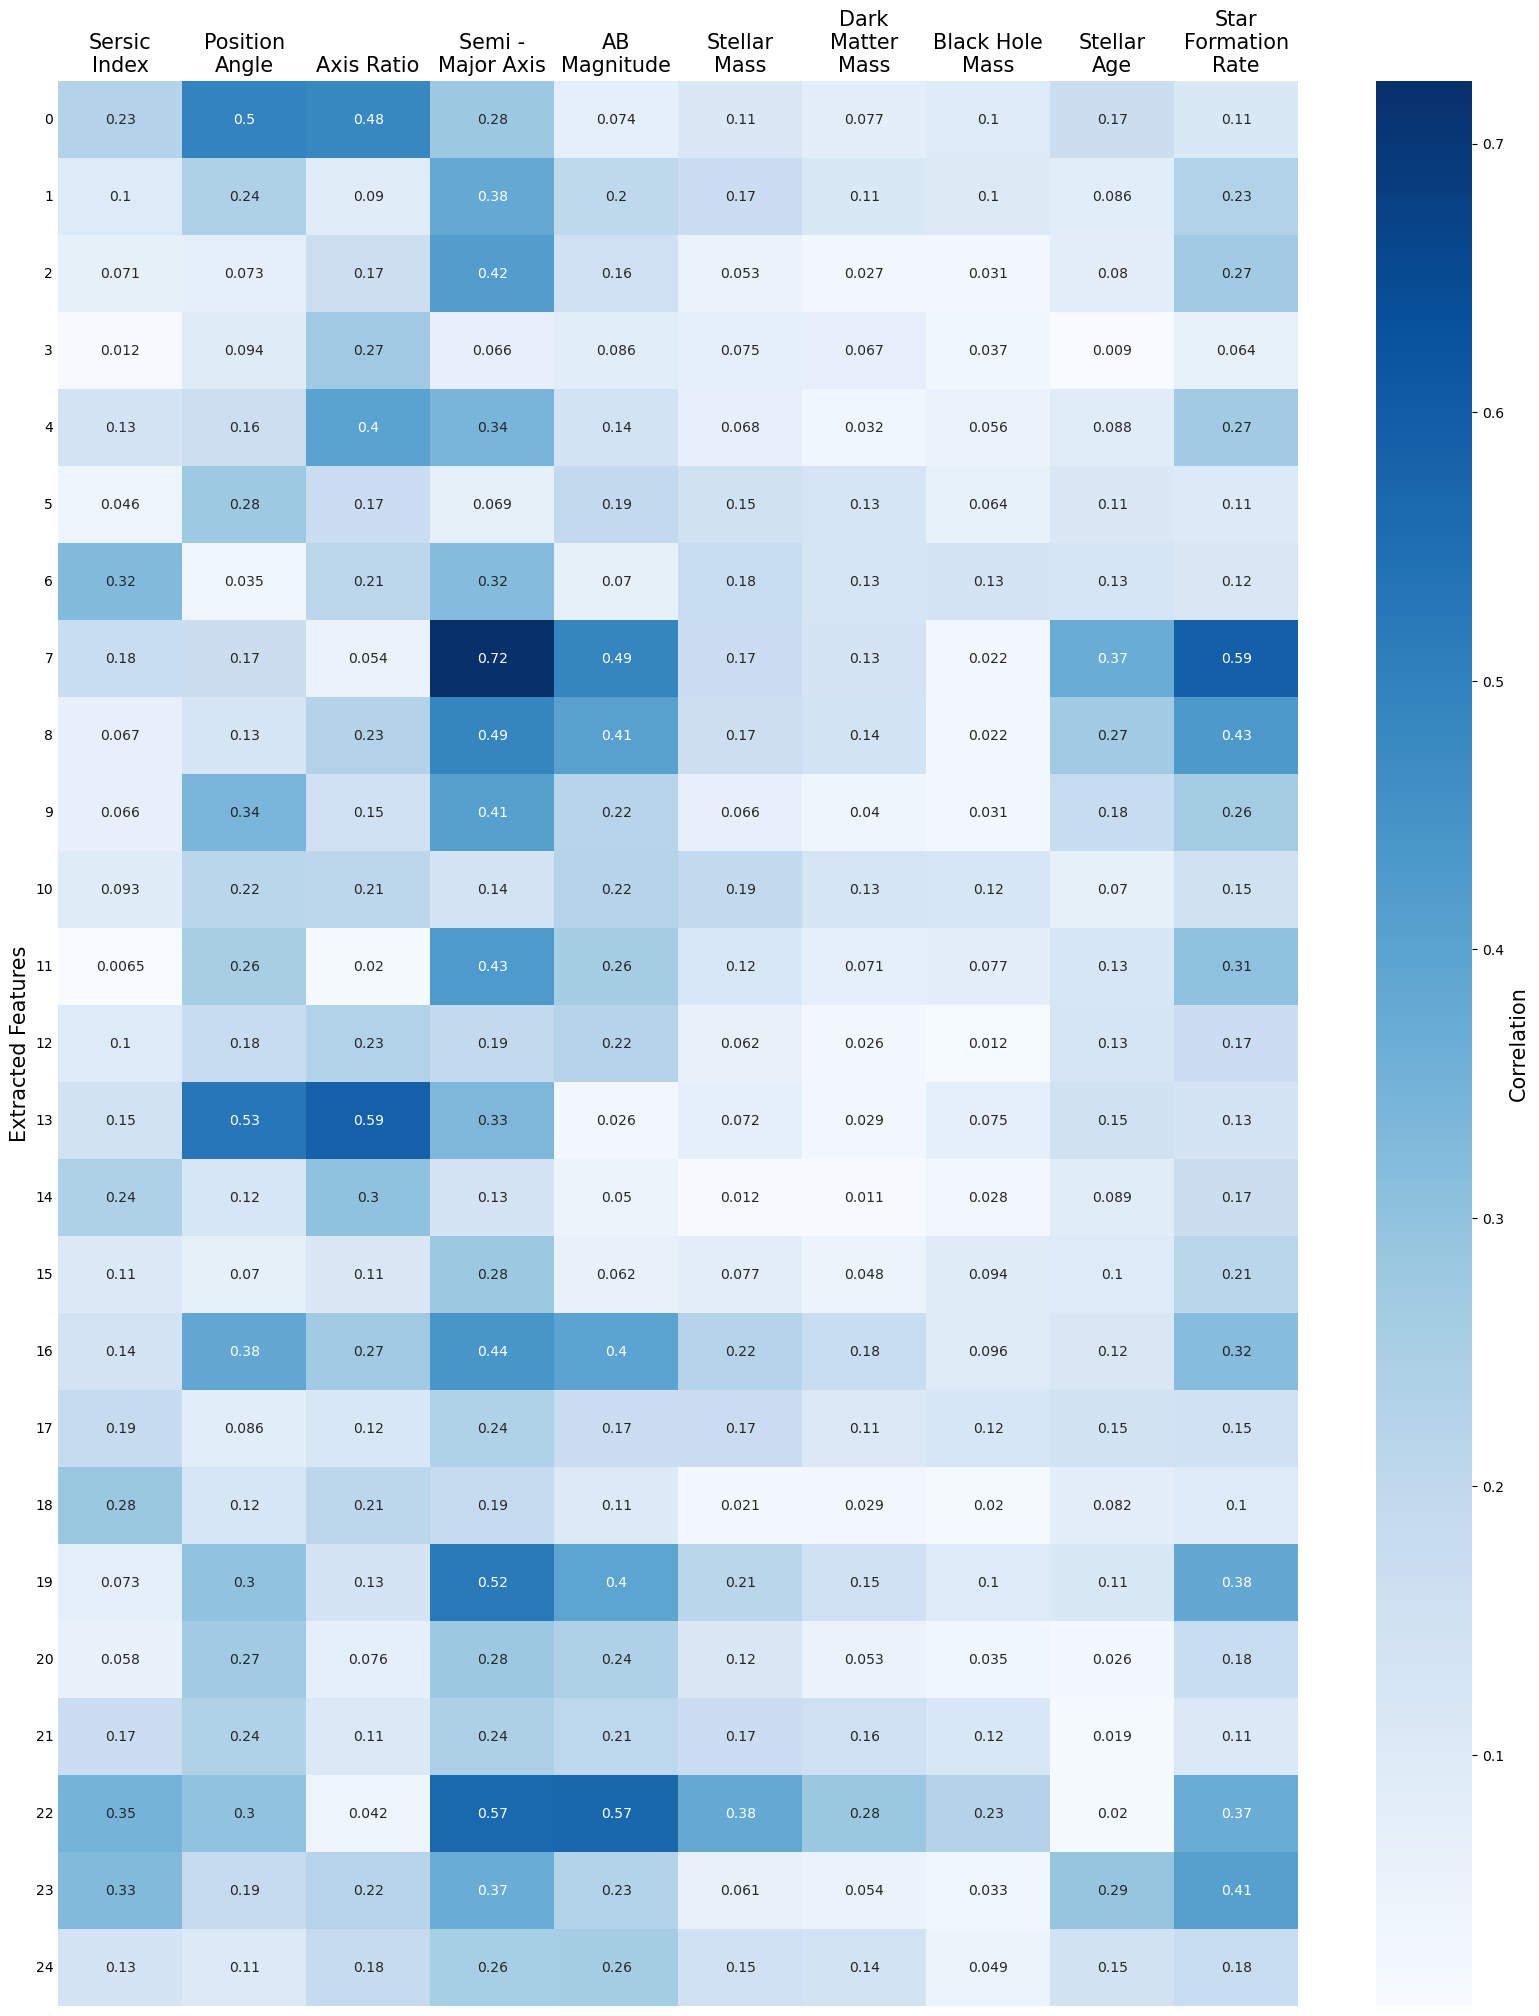 Sersic
Index
Position
Angle
Axis Ratio
Semi -
Major Axis
AB
Magnitude
Stellar
Mass
Dark
Matter
Mass
Black Hole
Mass
Stellar
Age
Star
Formation
Rate
0 0.23 0.5 0.48 0.28 0.074 0.11 0.077 0.1 0.17 0.11
1 0.1 0.24 0.09 0.38 0.2 0.17 0.11 0.1 0.086 0.23
2 0.071 0.073 0.17 0.42 0.16 0.053 0.027 0.031 0.08 0.27
3 0.012 0.094 0.27 0.066 0.086 0.075 0.067 0.037 0.009 0.064
4 0.13 0.16 0.4 0.34 0.14 0.068 0.032 0.056 0.088 0.27
5 0.046 0.28 0.17 0.069 0.19 0.15 0.13 0.064 0.11 0.11
6 0.32 0.035 0.21 0.32 0.07 0.18 0.13 0.13 0.13 0.12
7 0.18 0.17 0.054 0.72 0.49 0.17 0.13 0.022 0.37 0.59
8 0.067 0.13 0.23 0.49 0.41 0.17 0.14 0.022 0.27 0.43
9 0.066 0.34 0.15 0.41 0.22 0.066 0.04 0.031 0.18 0.26
10 0.093 0.22 0.21 0.14 0.22 0.19 0.13 0.12 0.07 0.15
11 0.0065 0.26 0.02 0.43 0.26 0.12 0.071 0.077 0.13 0.31
12 0.1 0.18 0.23 0.19 0.22 0.062 0.026 0.012 0.13 0.17
13 0.15 0.53 0.59 0.33 0.026 0.072 0.029 0.075 0.15 0.13
14 0.24 0.12 0.3 0.13 0.05 0.012 0.011 0.028 0.089 0.17
15 0.11 0.07 0.11 0.28 0.062 0.077 0.048 0.094 0.1 0.21
16 0.14 0.38 0.27 0.44 0.4 0.22 0.18 0.096 0.12 0.32
17 0.19 0.086 0.12 0.24 0.17 0.17 0.11 0.12 0.15 0.15
18 0.28 0.12 0.21 0.19 0.11 0.021 0.029 0.02 0.082 0.1
19 0.073 0.3 0.13 0.52 0.4 0.21 0.15 0.1 0.11 0.38
20 0.058 0.27 0.076 0.28 0.24 0.12 0.053 0.035 0.026 0.18
21 0.17 0.24 0.11 0.24 0.21 0.17 0.16 0.12 0.019 0.11
22 0.35 0.3 0.042 0.57 0.57 0.38 0.28 0.23 0.02 0.37
23 0.33 0.19 0.22 0.37 0.23 0.061 0.054 0.033 0.29 0.41
24 0.13 0.11 0.18 0.26 0.26 0.15 0.14 0.049 0.15 0.18
Extracted Features
0.7
0.6
0.5
0.4
0.3
0.2
0.1
Correlation